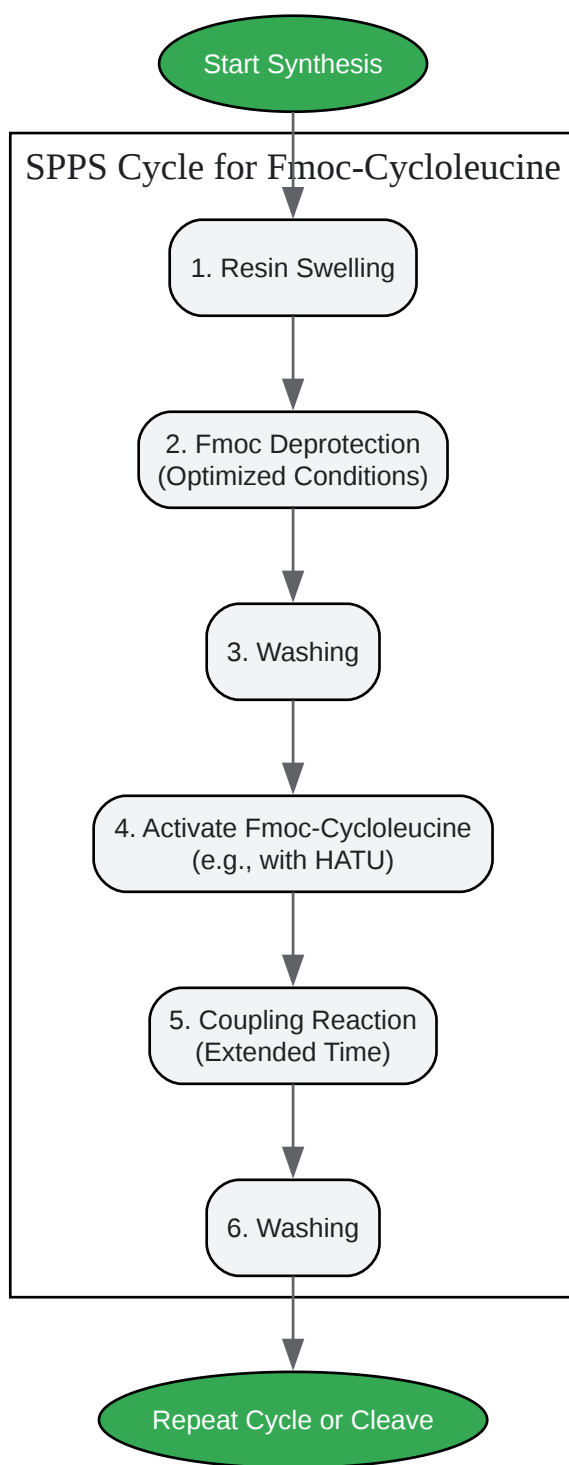 Start Synthesis
SPPS Cycle for Fmoc-Cycloleucine
1. Resin Swelling
2. Fmoc Deprotection
(Optimized Conditions)
3. Washing
4. Activate Fmoc-Cycloleucine
(e.g., with HATU)
5. Coupling Reaction
(Extended Time)
6. Washing
Repeat Cycle or Cleave